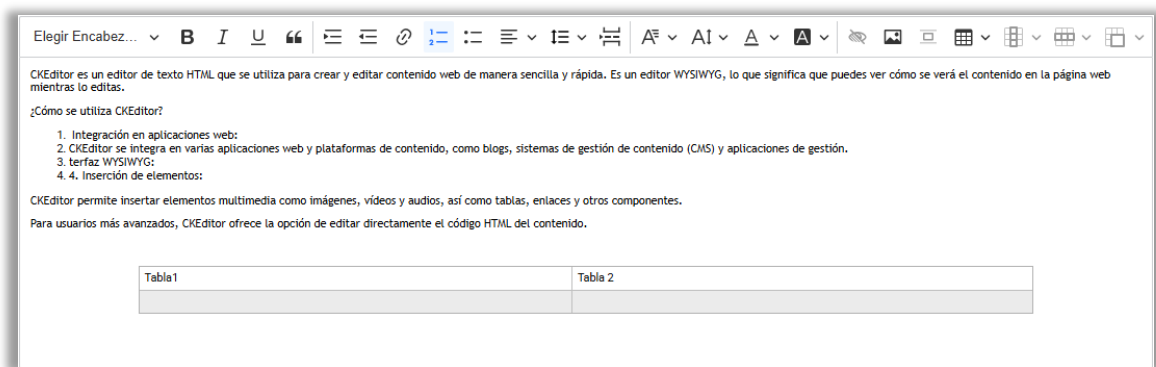 Elegir Encabez...
CKEditor es un editor de texto HTML que se utiliza para crear y editar contenido web de manera sencilla y rápida. Es un editor WYSIWYG, lo que significa que puedes ver cómo se verá el contenido en la página web
mientras lo editas.
¿Cómo se utiliza CKEditor?
1. Integración en aplicaciones web:
2. CKEditor se integra en varias aplicaciones web y plataformas de contenido, como blogs, sistemas de gestión de contenido (CMS) y aplicaciones de gestión.
3. terfaz WYSIWYG:
4. 4. Inserción de elementos:
CKEditor permite insertar elementos multimedia como imágenes, vídeos y audios, así como tablas, enlaces y otros componentes.
Para usuarios más avanzados, CKEditor ofrece la opción de editar directamente el código HTML del contenido.
Tabla1
Tabla 2